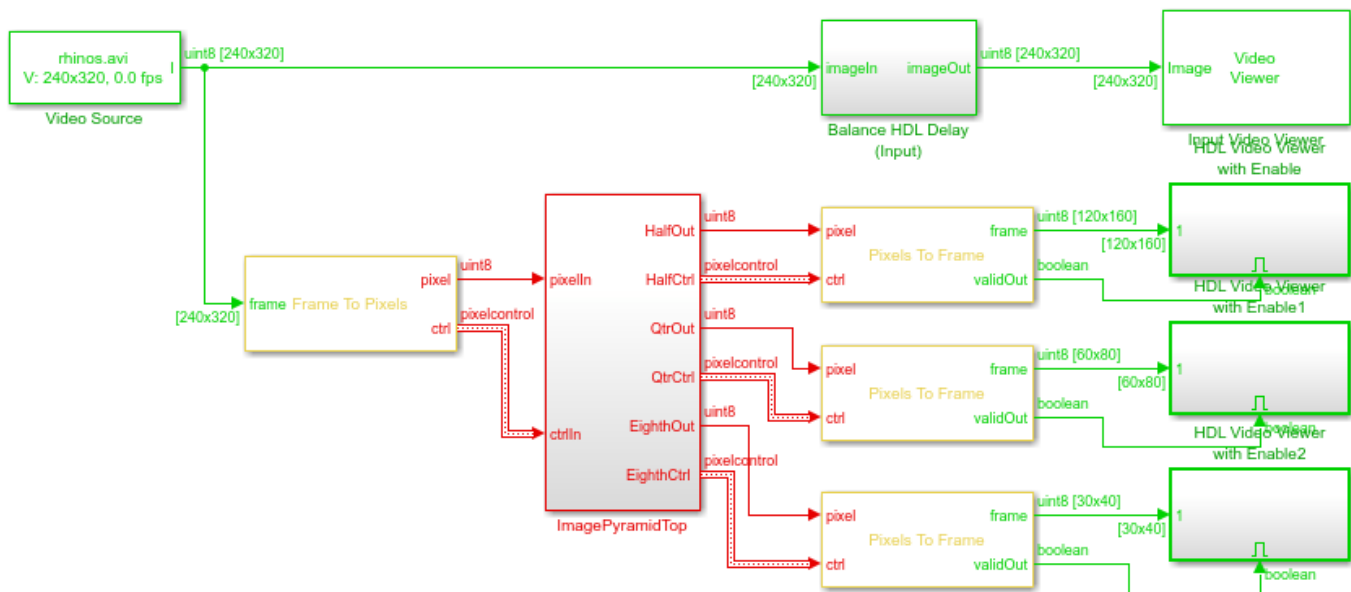 rhinos.avi
V: 240x320, 0.0 fps
I
Video Source
uint8 [240x320]
[240x320]
imageIn
imageOut
Balance HDL Delay
(Input)
uint8 [240x320]
[240x320]
Image
Video
Viewer
Input Video Viewer
HDL Video Viewer
with Enable
[240x320]
frame
Frame To Pixels
pixel
ctrl
uint8
pixelcontrol
pixelIn
ctrlIn
HalfOut
HalfCtrl
QtrOut
QtrCtrl
EighthOut
EighthCtrl
ImagePyramidTop
uint8
pixelcontrol
uint8
pixelcontrol
uint8
pixelcontrol
pixel
ctrl
Pixels To Frame
frame
validOut
uint8 [120x160]
[120x160]
boolean
1
boolean
HDL Video Viewer
with Enable1
pixel
ctrl
Pixels To Frame
frame
validOut
uint8 [60x80]
[60x80]
boolean
1
boolean
HDL Video Viewer
with Enable2
pixel
ctrl
Pixels To Frame
frame
validOut
uint8 [30x40]
[30x40]
boolean
1
boolean